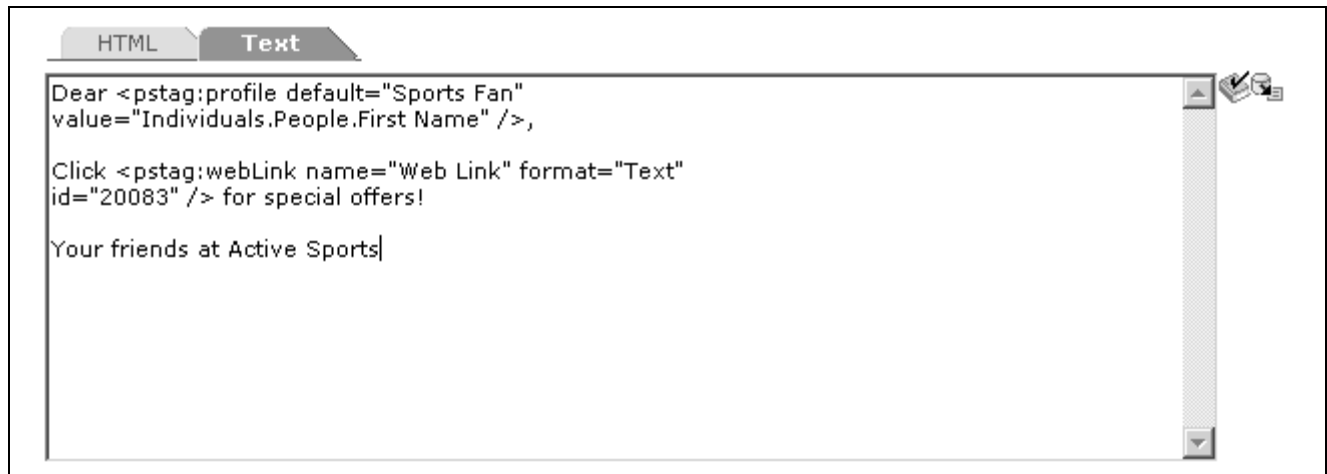 HTML Text
Dear <pstag:profile default="Sports Fan"
value="Individuals.People.First Name" />,
Click <pstag:webLink name="Web Link" format="Text"
id="20083" /> for special offers!
Your friends at Active Sports